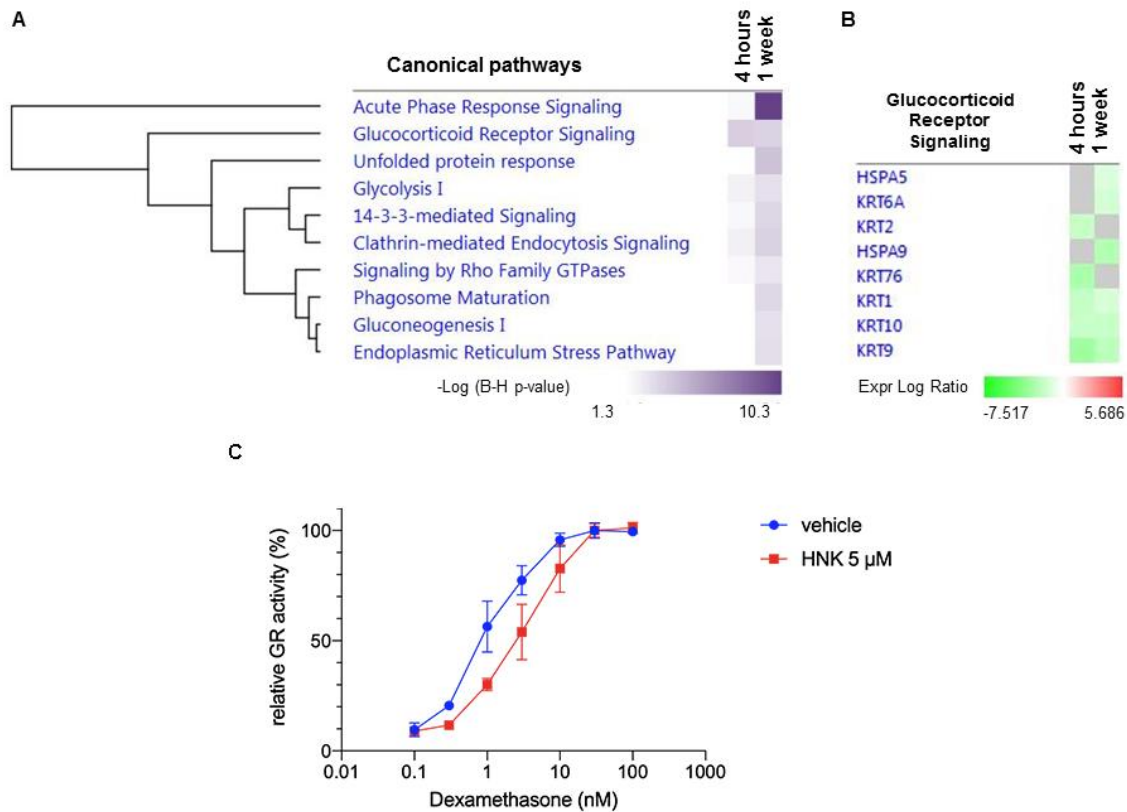 A
Canonical pathways
4 hours
1 week
Acute Phase Response Signaling
Glucocorticoid Receptor Signaling
Unfolded protein response
Glycolysis I
14-3-3-mediated Signaling
Clathrin-mediated Endocytosis Signaling
Signaling by Rho Family GTPases
Phagosome Maturation
Gluconeogenesis I
Endoplasmic Reticulum Stress Pathway
-Log (B-H p-value)
1.3
10.3
B
Glucocorticoid
Receptor
Signaling
4 hours
1 week
HSPA5
KRT6A
KRT2
HSPA9
KRT76
KRT1
KRT10
KRT9
Expr Log Ratio
-7.517
5.686
C
relative GR activity (%)
100
50
0
0.01
0.1
1
10
100
1000
Dexamethasone (nM)
vehicle
HNK 5 µM